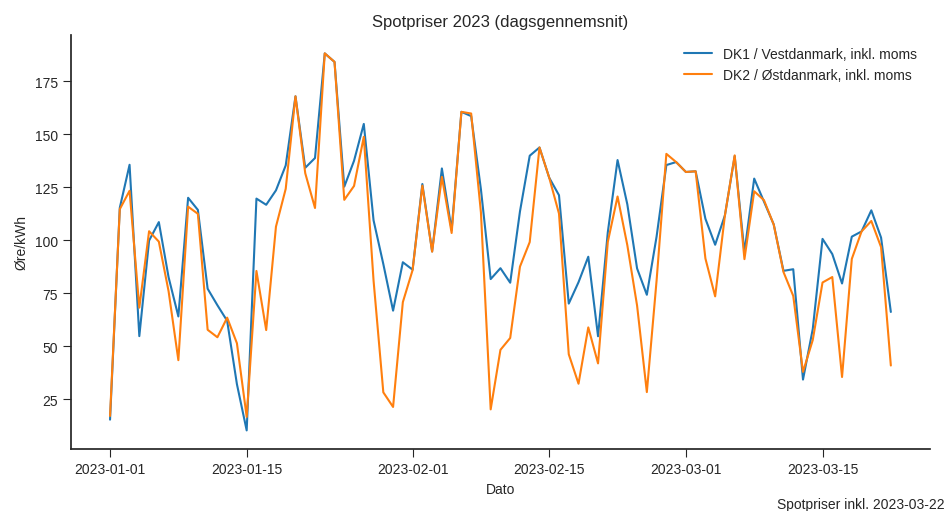 Spotpriser 2023 (dagsgennemsnit)
DK1 / Vestdanmark, inkl. moms
DK2 / Østdanmark, inkl. moms
Øre/kWh
175
150
125
100
75
50
25
2023-01-01
2023-01-15
2023-02-01
2023-02-15
2023-03-01
2023-03-15
Dato
Spotpriser inkl. 2023-03-22